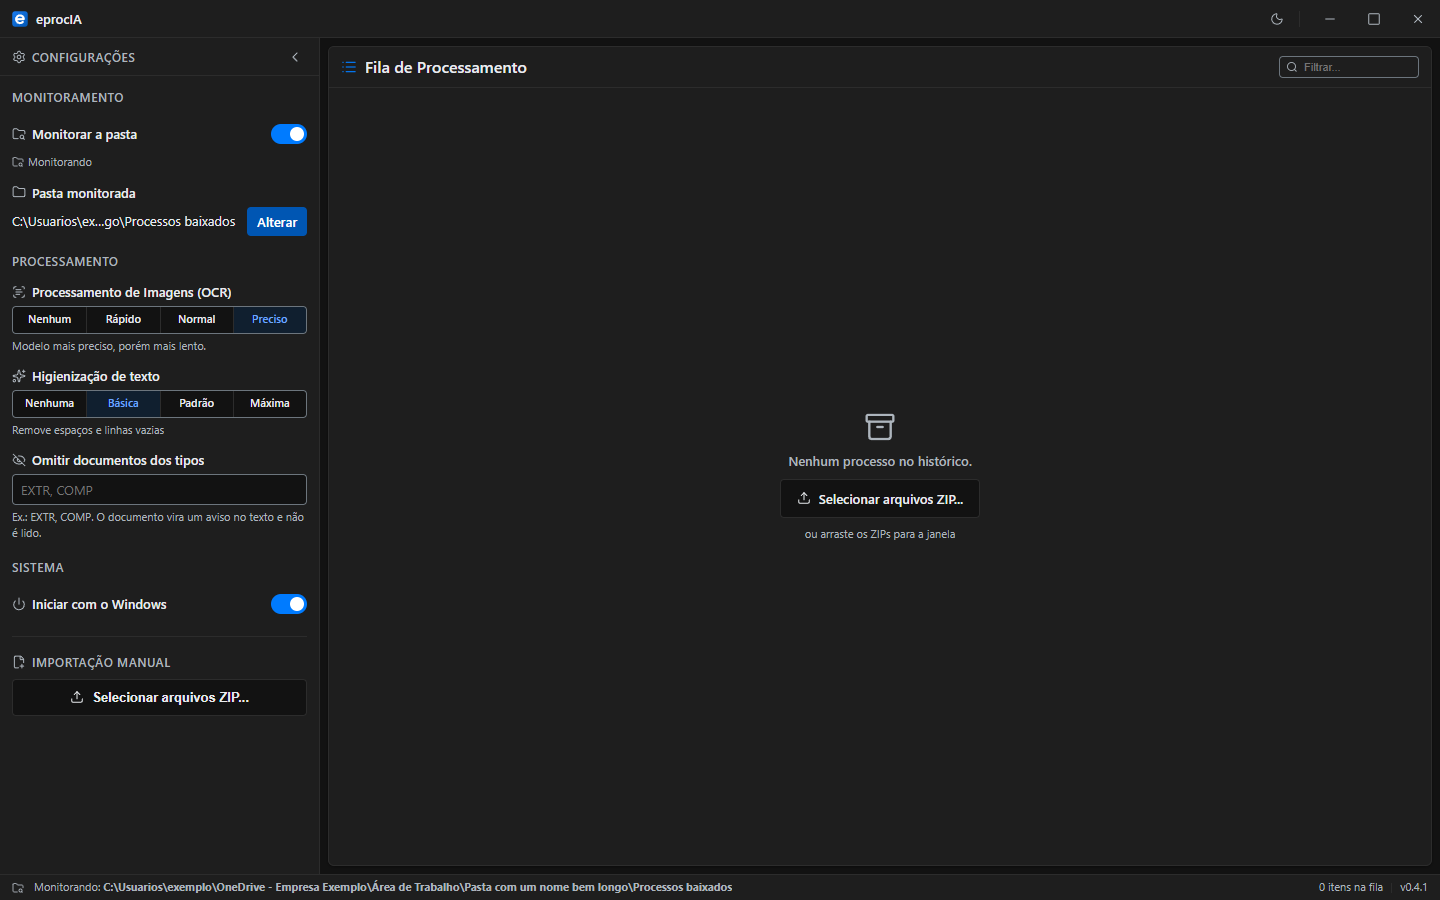 eprocIA
CONFIGURAÇÕES
MONITORAMENTO
Monitorar a pasta
Monitorando
Pasta monitorada
C:\Usuarios\ex...go\Processos baixados
Alterar
PROCESSAMENTO
Processamento de Imagens (OCR)
Nenhum Rápido Normal Preciso
Modelo mais preciso, porém mais lento.
Higienização de texto
Nenhuma Básica Padrão Máxima
Remove espaços e linhas vazias
Omitir documentos dos tipos
EXTR, COMP
Ex.: EXTR, COMP. O documento vira um aviso no texto e não
é lido.
SISTEMA
Iniciar com o Windows
IMPORTAÇÃO MANUAL
Selecionar arquivos ZIP...
Fila de Processamento
Filtrar...
Nenhum processo no histórico.
Selecionar arquivos ZIP...
ou arraste os ZIPs para a janela
Monitorando: C:\Usuarios\exemplo\OneDrive - Empresa Exemplo\Área de Trabalho\Pasta com um nome bem longo\Processos baixados
0 itens na fila
v0.4.1